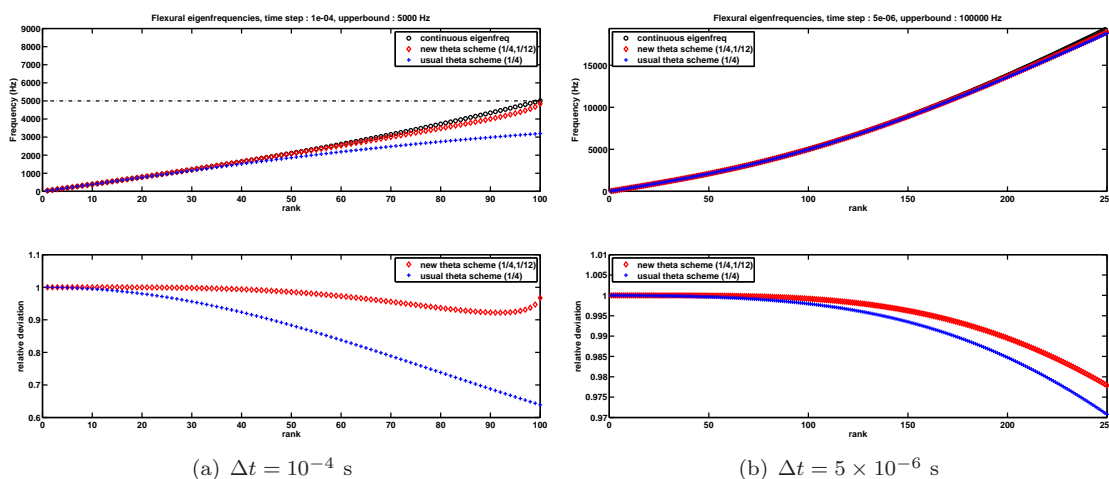 Flexural eigenfrequencies, time step : 1e-04, upperbound : 5000 Hz
9000
8000
7000
6000
5000
4000
3000
2000
1000
0
Frequency (Hz)
continuous eigenfreq
new theta scheme (1/4,1/12)
usual theta scheme (1/4)
0 10 20 30 40 50 60 70 80 90 100
rank
1.1
1
0.9
0.8
0.7
0.6
relative deviation
new theta scheme (1/4,1/12)
usual theta scheme (1/4)
0 10 20 30 40 50 60 70 80 90 100
rank
(a) Δt = 10⁻⁴ s
Flexural eigenfrequencies, time step : 5e-06, upperbound : 100000 Hz
15000
10000
5000
0
Frequency (Hz)
continuous eigenfreq
new theta scheme (1/4,1/12)
usual theta scheme (1/4)
0 50 100 150 200 25
rank
1.01
1.005
1
0.995
0.99
0.985
0.98
0.975
0.97
relative deviation
new theta scheme (1/4,1/12)
usual theta scheme (1/4)
0 50 100 150 200 25
rank
(b) Δt = 5 × 10⁻⁶ s